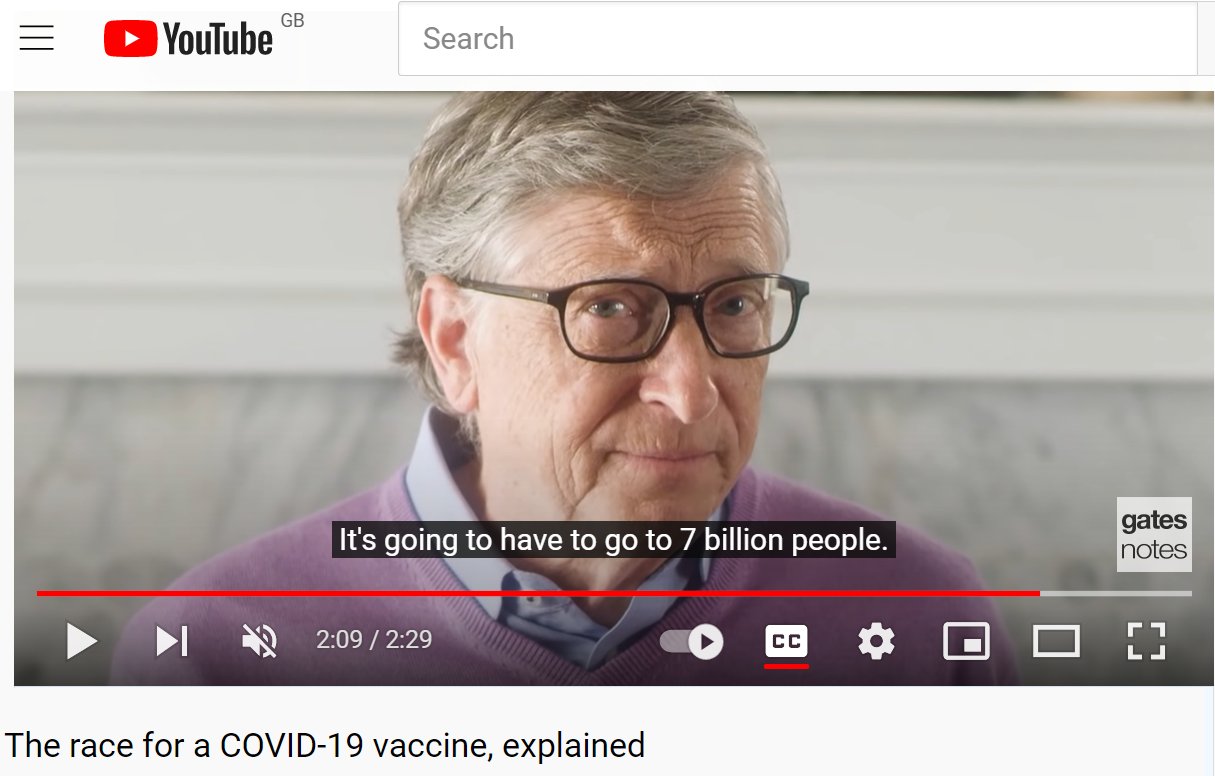 YouTube GB
Search
It's going to have to go to 7 billion people.
gates
notes
2:09 / 2:29
CC
The race for a COVID-19 vaccine, explained